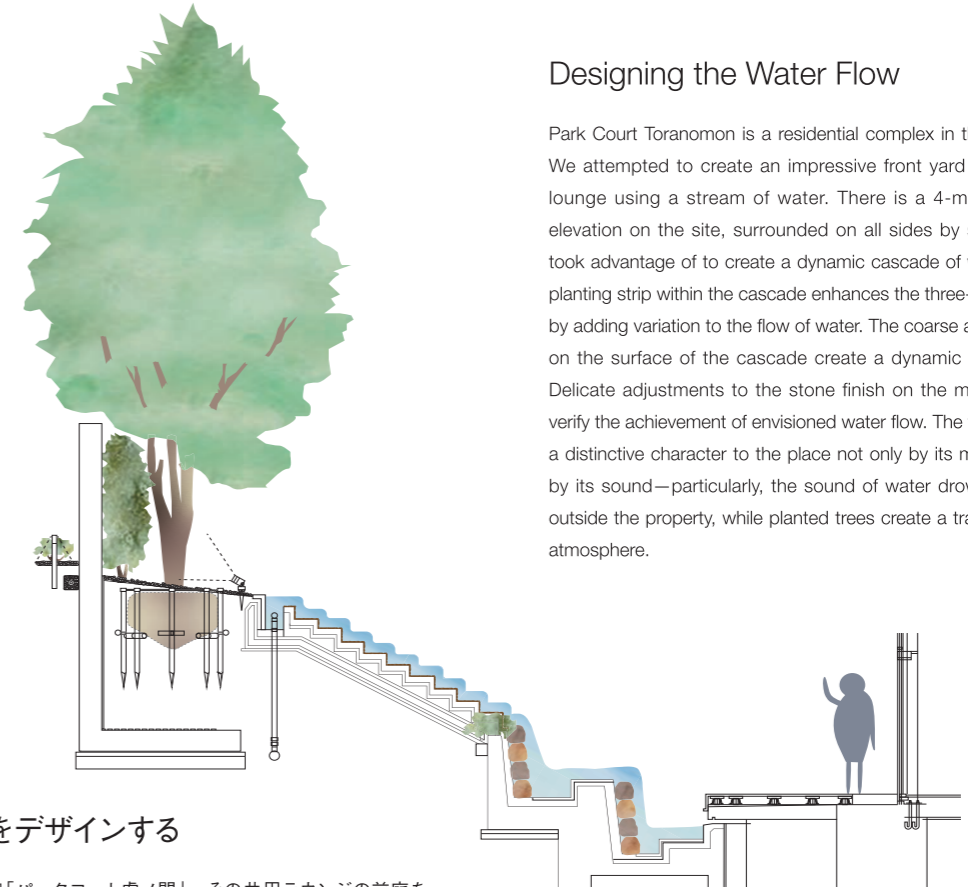 Designing the Water Flow
Park Court Toranomon is a residential complex in
We attempted to create an impressive front yard
lounge using a stream of water. There is a 4-m
elevation on the site, surrounded on all sides by
took advantage of to create a dynamic cascade of
planting strip within the cascade enhances the three-
by adding variation to the flow of water. The coarse
on the surface of the cascade create a dynamic
Delicate adjustments to the stone finish on the
verify the achievement of envisioned water flow. The
a distinctive character to the place not only by its
by its sound—particularly, the sound of water
outside the property, while planted trees create a
atmosphere.
をデザインする